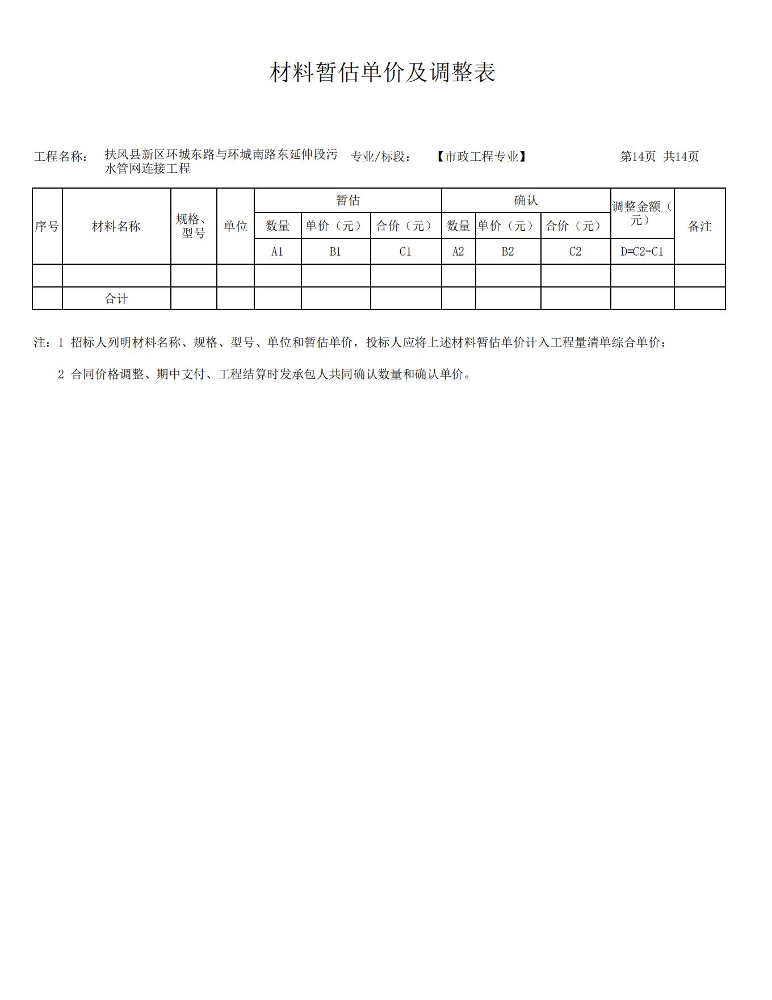 材料暂估单价及调整表
工程名称： 扶风县新区环城东路与环城南路东延伸段污水管网连接工程 专业/标段： 【市政工程专业】 第14页 共14页
序号 材料名称 规格、型号 单位 暂估 确认 调整金额（元） 备注
数量 单价（元） 合价（元） 数量 单价（元） 合价（元）
A1 B1 C1 A2 B2 C2 D=C2-C1
合计
注：1 招标人列明材料名称、规格、型号、单位和暂估单价，投标人应将上述材料暂估单价计入工程量清单综合单价；
2 合同价格调整、期中支付、工程结算时发承包人共同确认数量和确认单价。